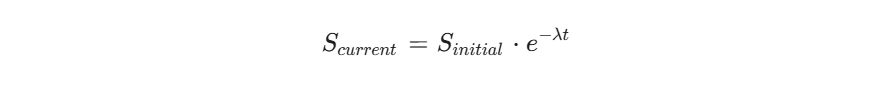 S_{current} = S_{initial} · e^{−λt}